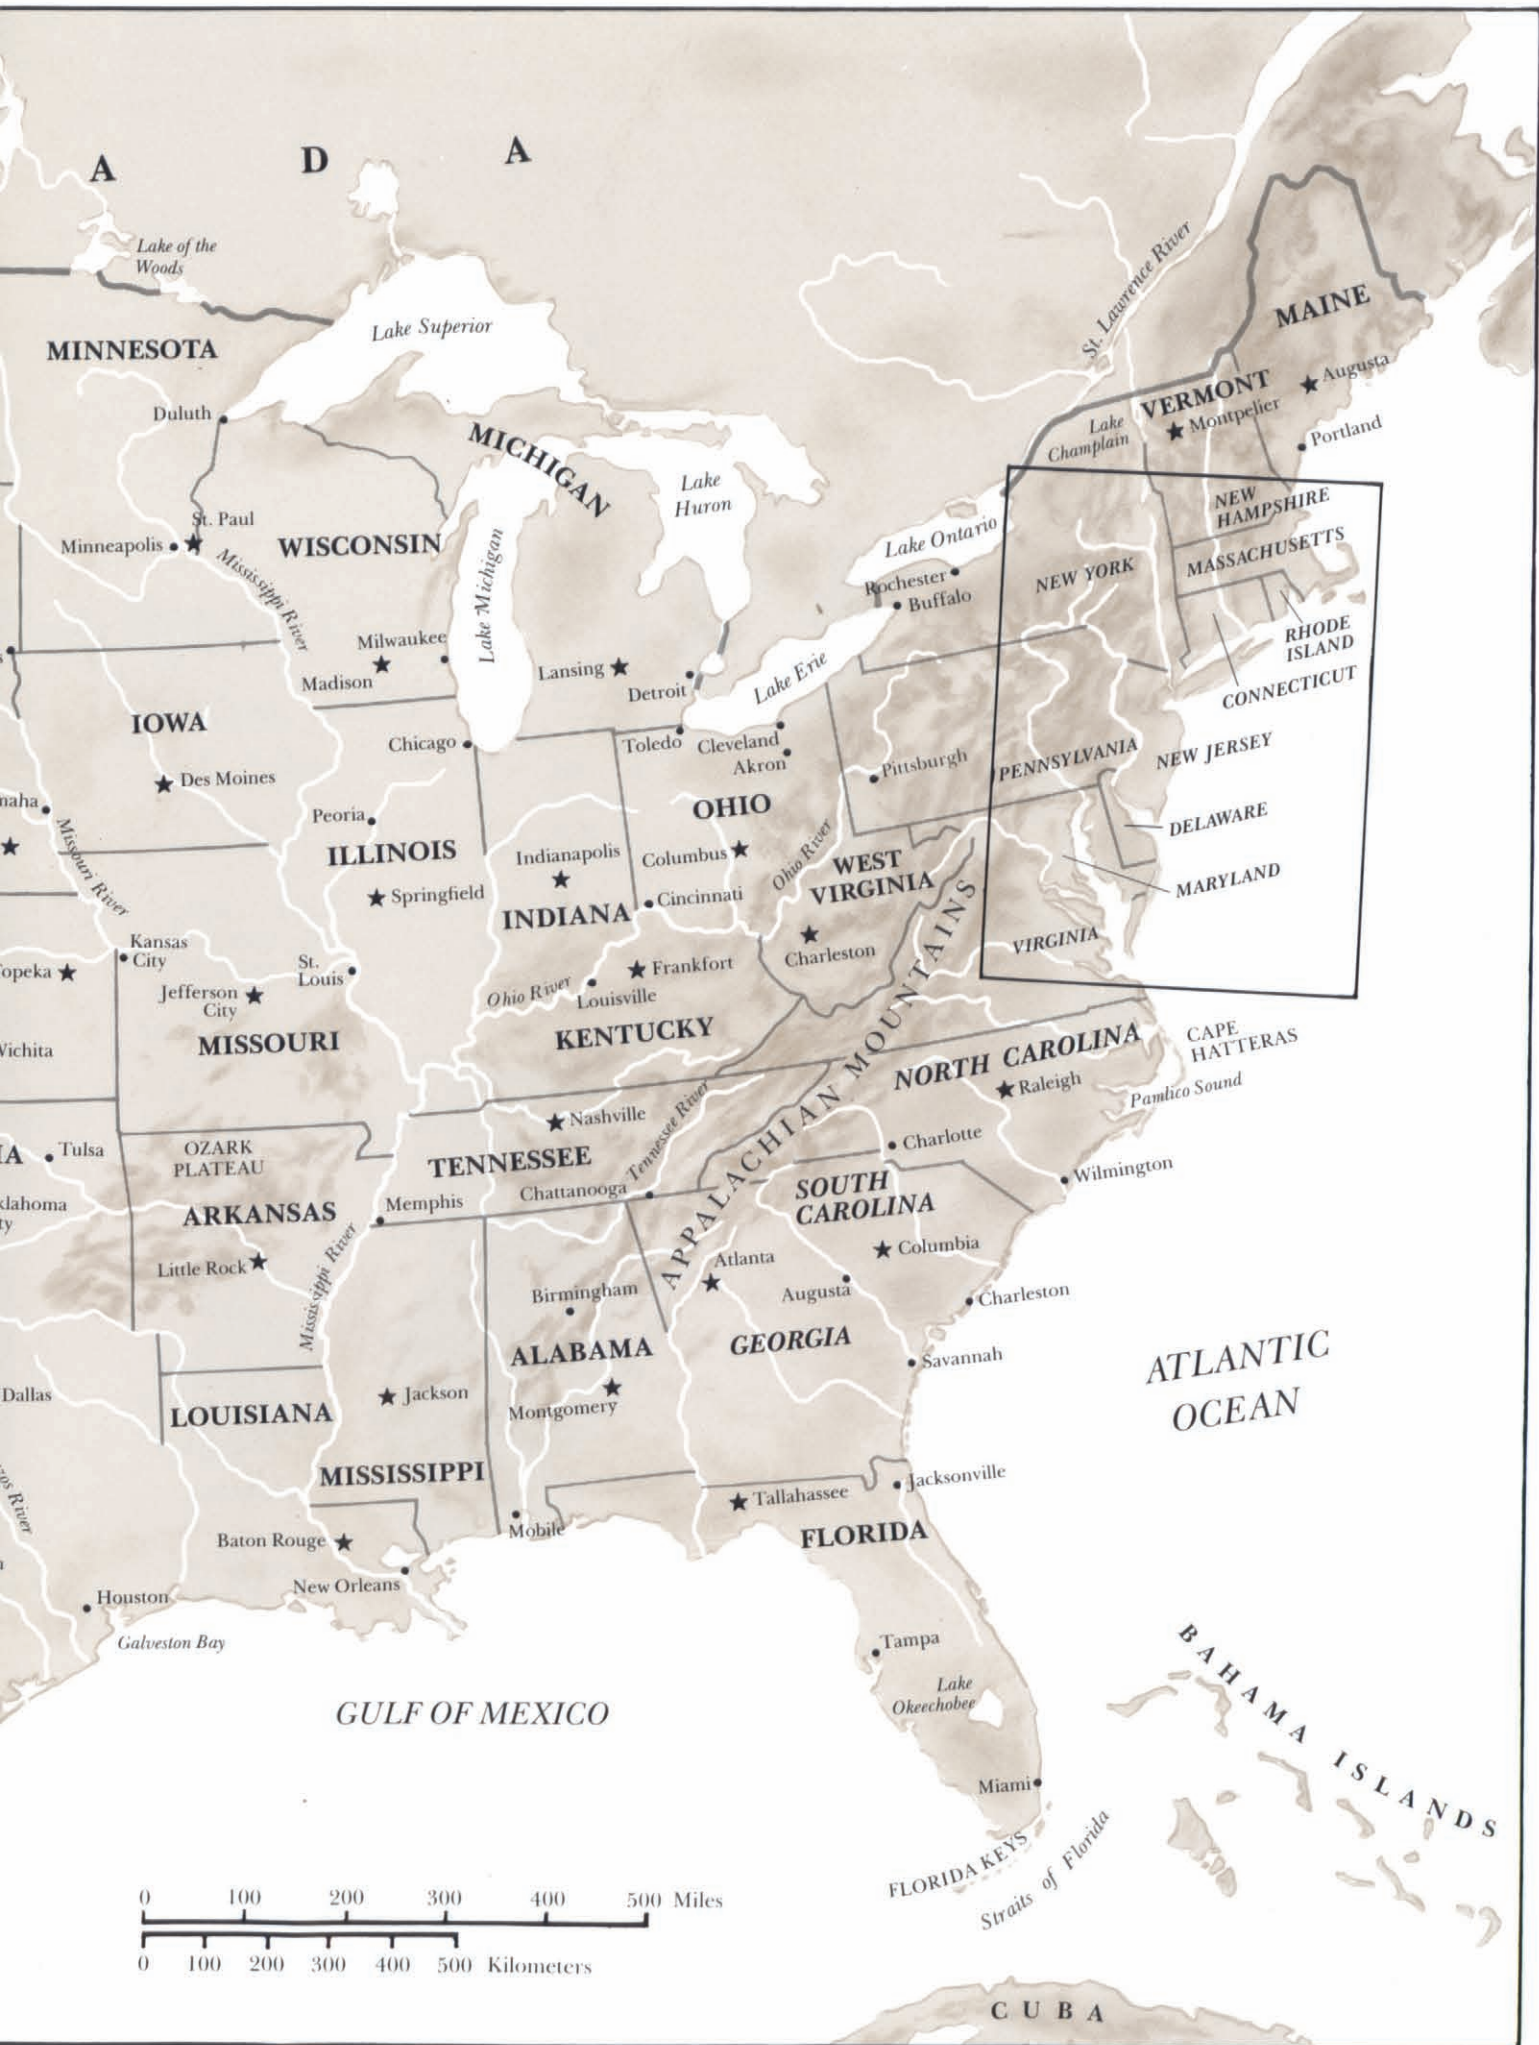 A D A
Lake of the
Woods
St. Lawrence River
MAINE
Lake Superior
MINNESOTA
Augusta
VERMONT
Montpelier
Duluth
Lake
Champlain
Portland
MICHIGAN
Lake
Huron
NEW
HAMPSHIRE
St. Paul
Minneapolis
WISCONSIN
Lake Ontario
MASSACHUSETTS
Mississippi River
Lake Michigan
Rochester
Buffalo
NEW YORK
RHODE
ISLAND
Milwaukee
Madison
Lansing
Detroit
Lake Erie
CONNECTICUT
IOWA
Chicago
Toledo
Cleveland
Akron
Pittsburgh
PENNSYLVANIA
NEW JERSEY
Des Moines
maha
Peoria
OHIO
DELAWARE
Missouri River
ILLINOIS
Indianapolis
Columbus
Ohio River
WEST
VIRGINIA
MARYLAND
Springfield
INDIANA
Cincinnati
Charleston
VIRGINIA
Kansas
City
opeka
St.
Louis
Jefferson
City
Frankfort
Ohio River
Louisville
MISSOURI
KENTUCKY
Wichita
APPALACHIAN MOUNTAINS
NORTH CAROLINA
CAPE
HATTERAS
Raleigh
Pamlico Sound
Nashville
Tennessee River
Tulsa
OZARK
PLATEAU
TENNESSEE
Charlotte
Chattanooga
Wilmington
klahoma
ty
ARKANSAS
Memphis
SOUTH
CAROLINA
Little Rock
Mississippi River
Atlanta
Columbia
Birmingham
Augusta
Charleston
ALABAMA
GEORGIA
Savannah
ATLANTIC
OCEAN
Dallas
LOUISIANA
Jackson
Montgomery
MISSISSIPPI
os River
Tallahassee
Jacksonville
Mobile
FLORIDA
Baton Rouge
New Orleans
Houston
Galveston Bay
Tampa
Lake
Okeechobee
GULF OF MEXICO
BAHAMA ISLANDS
Miami
FLORIDA KEYS
Straits of Florida
0 100 200 300 400 500 Miles
0 100 200 300 400 500 Kilometers
CUBA